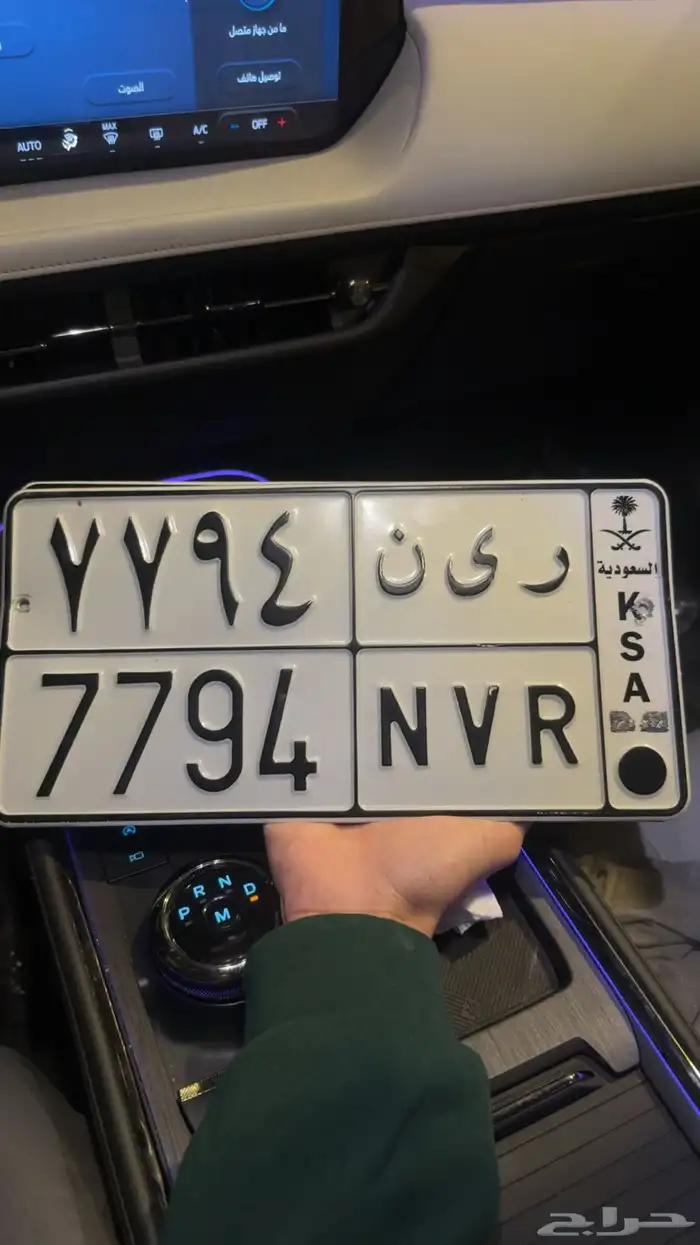 ما من جهاز متصل
توصيل هاتف
الصوت
AUTO
MAX
A/C
- OFF +
٧٧٩٤
ر ى ن
السعودية
K
S
A
7794
NVR
P R N D
M
حراج